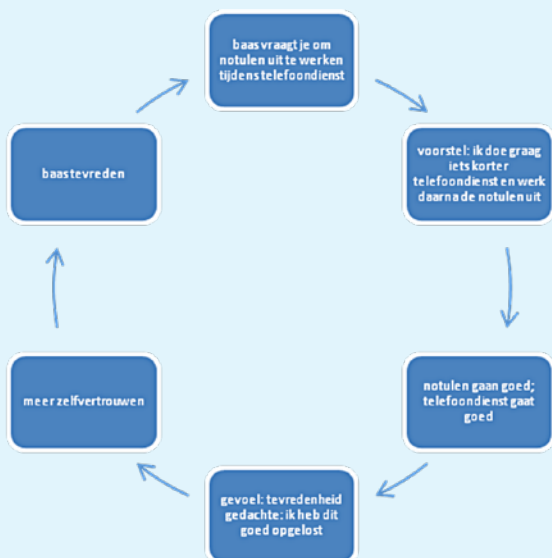 baas vraagt je om
notulen uit te werken
tijdens telefoondienst
voorstel: ik doe graag
iets korter
telefoondienst en werk
daarna de notulen uit
notulen gaan goed;
telefoondienst gaat
goed
gevoel: tevredenheid
gedachte: ik heb dit
goed opgelost
meer zelfvertrouwen
baas tevreden